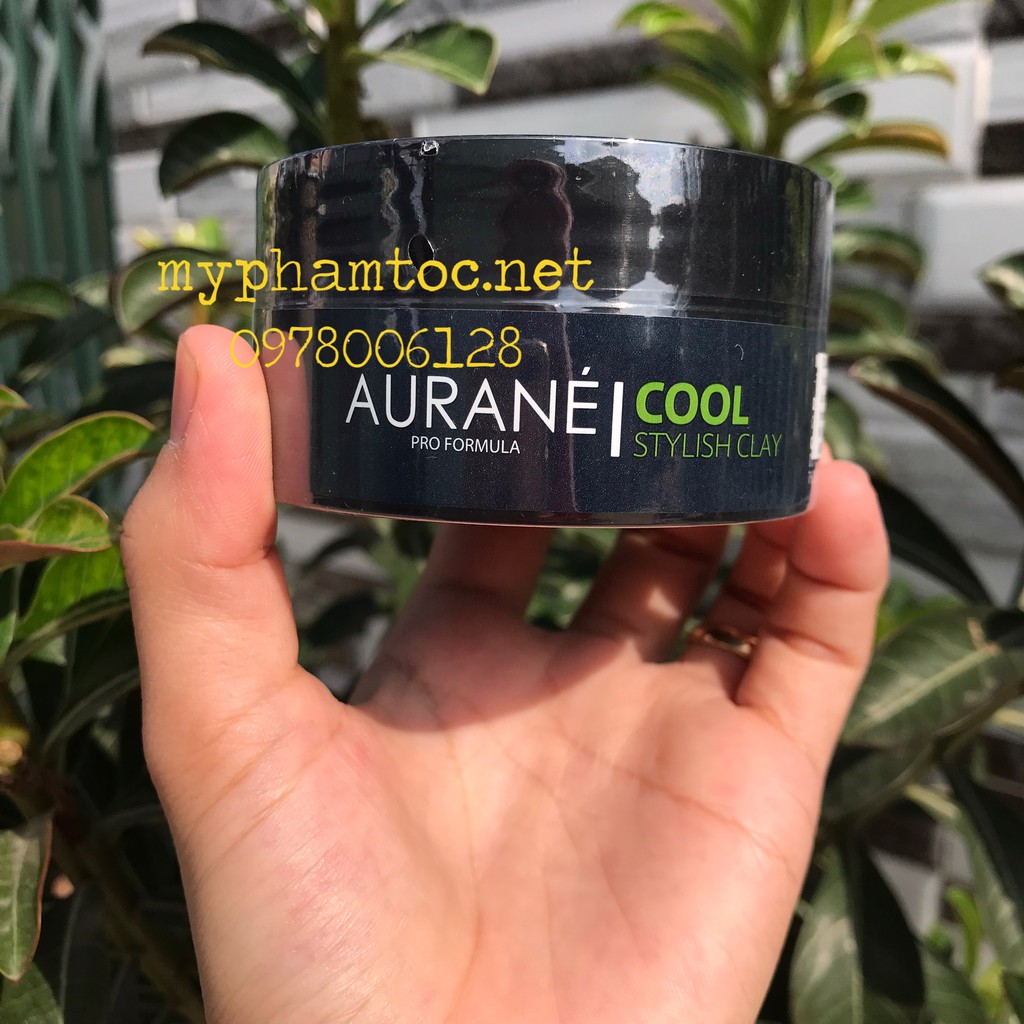 myphamtoc.net
0978006128
AURANÉ
PRO FORMULA
COOL
STYLISH CLAY